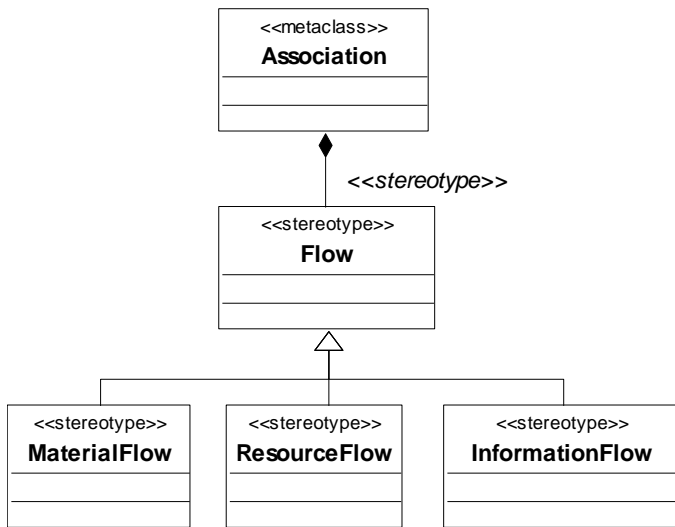 <<metaclass>>
Association
<<stereotype>>
<<stereotype>>
Flow
<<stereotype>>
MaterialFlow
<<stereotype>>
ResourceFlow
<<stereotype>>
InformationFlow